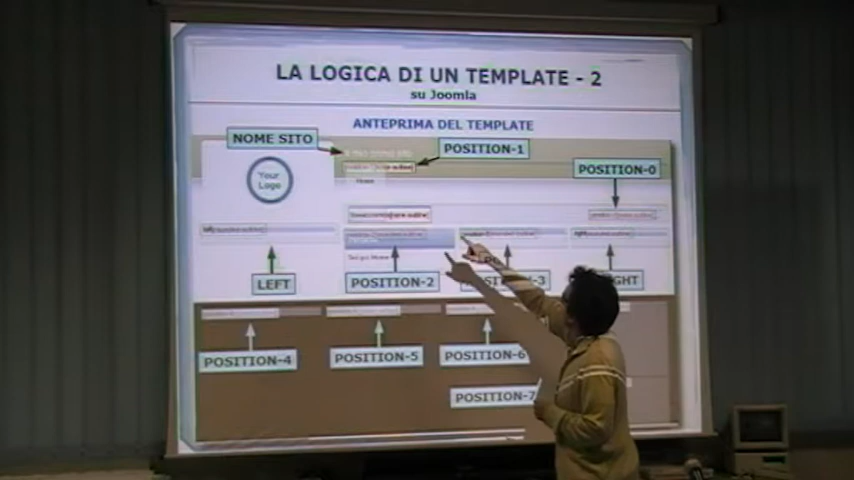 LA LOGICA DI UN TEMPLATE - 2
su Joomla
ANTEPRIMA DEL TEMPLATE
NOME SITO
POSITION-1
POSITION-0
Your
Logo
Home
LEFT
POSITION-2
POSITION-4
POSITION-5
POSITION-6
POSITION-7